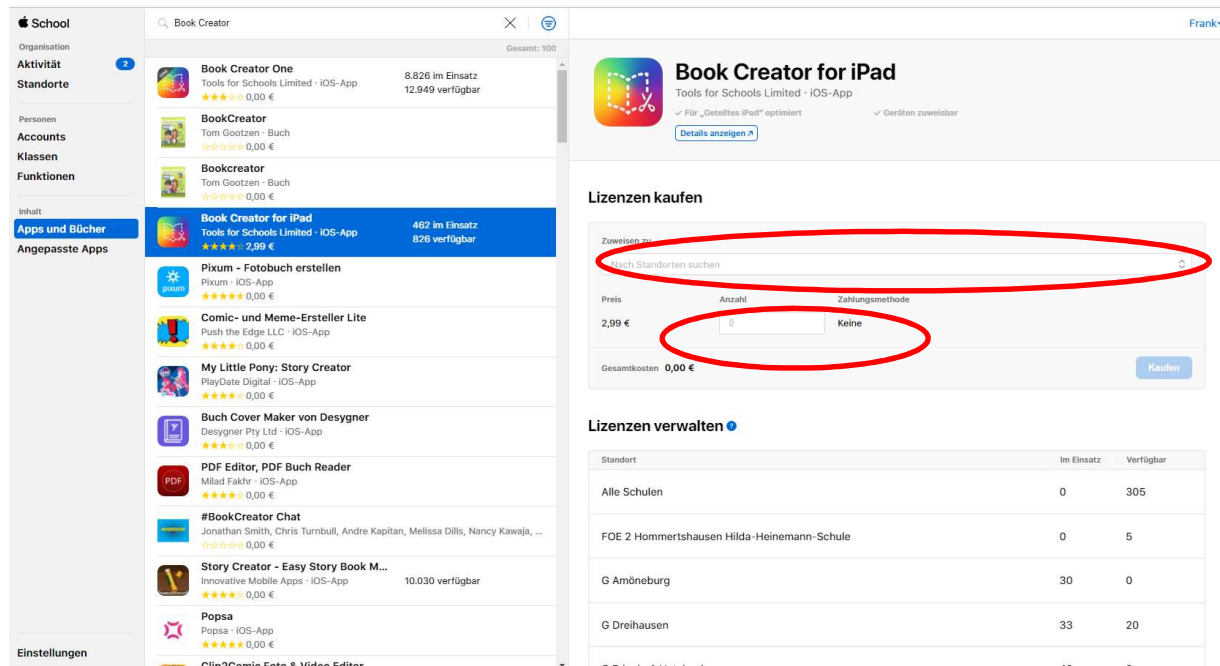 School
Organisation
Aktivität 2
Standorte
Personen
Accounts
Klassen
Funktionen
Inhalt
Apps und Bücher
Angepasste Apps
Einstellungen
Book Creator
Gesamt: 100
Book Creator One
Tools for Schools Limited · iOS-App
0,00 €
8.826 im Einsatz
12.949 verfügbar
BookCreator
Tom Gootzen · Buch
0,00 €
Bookcreator
Tom Gootzen · Buch
0,00 €
Book Creator for iPad
Tools for Schools Limited · iOS-App
2,99 €
462 im Einsatz
826 verfügbar
Pixum - Fotobuch erstellen
Pixum · iOS-App
0,00 €
pixum
Comic- und Meme-Ersteller Lite
Push the Edge LLC · iOS-App
0,00 €
My Little Pony: Story Creator
PlayDate Digital · iOS-App
0,00 €
Buch Cover Maker von Desygner
Desygner Pty Ltd · iOS-App
0,00 €
PDF Editor, PDF Buch Reader
Milad Fakhr · iOS-App
0,00 €
PDF
#BookCreator Chat
Jonathan Smith, Chris Turnbull, Andre Kapitan, Melissa Dills, Nancy Kawaja, ...
0,00 €
Story Creator - Easy Story Book M...
Innovative Mobile Apps · iOS-App
0,00 €
10.030 verfügbar
Popsa
Popsa · iOS-App
0,00 €
Clip2Comic Foto & Video Editor
Frank
Book Creator for iPad
Tools for Schools Limited · iOS-App
✓ Für „Geteiltes iPad" optimiert ✓ Geräten zuweisbar
Details anzeigen ↗
Lizenzen kaufen
Zuweisen zu
Nach Standorten suchen
Preis Anzahl Zahlungsmethode
2,99 € 0 Keine
Gesamtkosten 0,00 € Kaufen
Lizenzen verwalten ?
Standort Im Einsatz Verfügbar
Alle Schulen 0 305
FOE 2 Hommertshausen Hilda-Heinemann-Schule 0 5
G Amöneburg 30 0
G Dreihausen 33 20